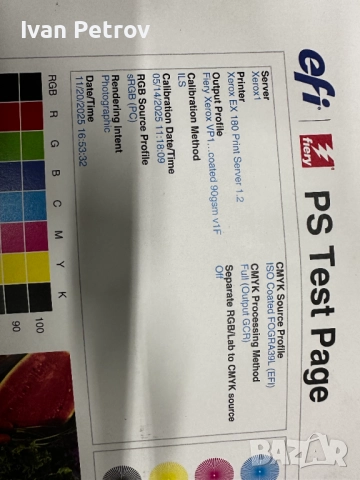 Ivan Petrov
efi
fiery
PS Test Page
Server
Xerox1
Printer
Xerox EX 180 Print Server 1.2
Output Profile
Fiery Xerox VP1...coated 90gsm v1F
Calibration Method
ILS
Calibration Date/Time
05/14/2025 11:18:09
RGB Source Profile
sRGB (PC)
Rendering Intent
Photographic
Date/Time
11/20/2025 16:53:32
CMYK Source Profile
ISO Coated FOGRA39L (EFI)
CMYK Processing Method
Full (Output GCR)
Separate RGB/Lab to CMYK source
Off
RGB R G B C M Y K
100
90
BAZAR